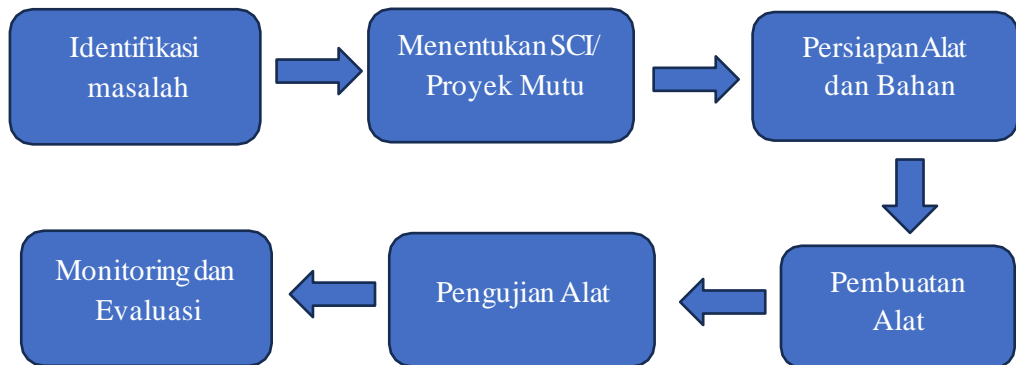 Identifikasi
masalah
Menentukan SCI/
Proyek Mutu
Persiapan Alat
dan Bahan
Pembuatan
Alat
Pengujian Alat
Monitoring dan
Evaluasi